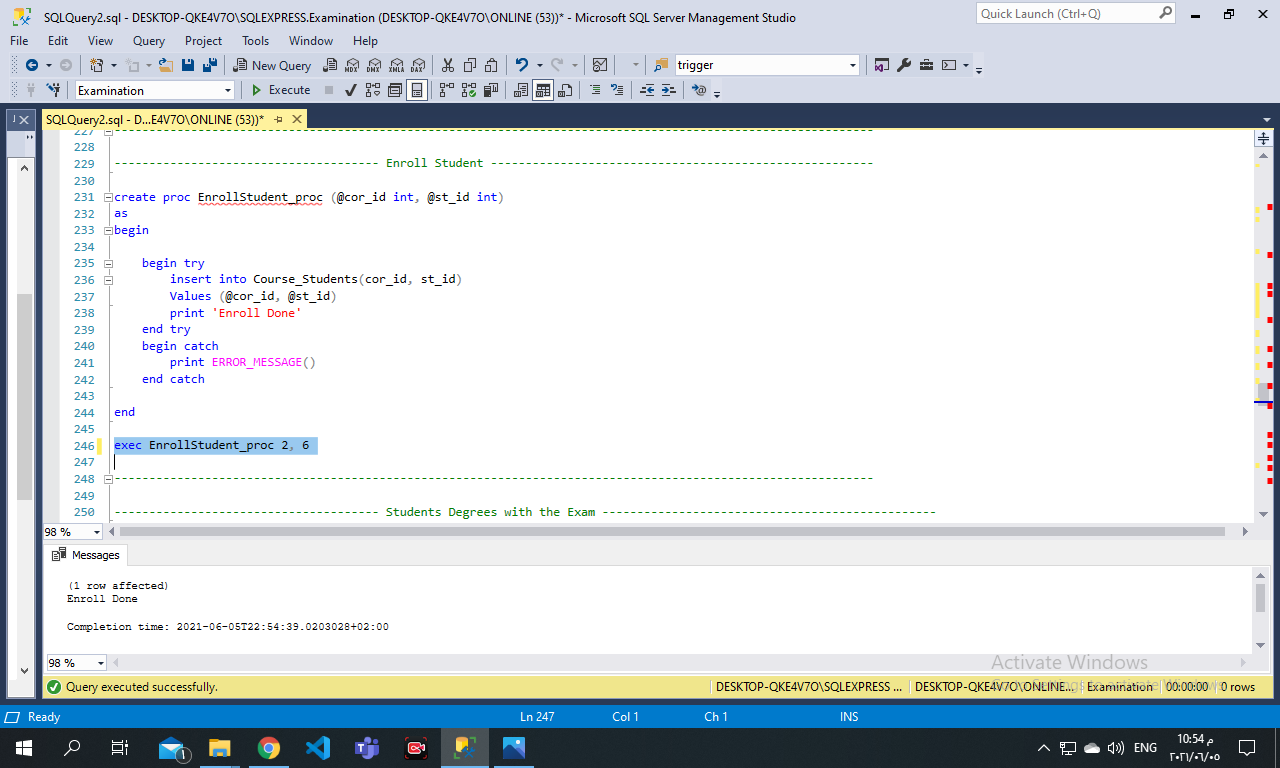 SQLQuery2.sql - DESKTOP-QKE4V7O\SQLEXPRESS.Examination (DESKTOP-QKE4V7O\ONLINE (53))* - Microsoft SQL Server Management Studio
Quick Launch (Ctrl+Q)
File Edit View Query Project Tools Window Help
New Query MDX DMX XMLA DAX trigger
Examination Execute
SQLQuery2.sql - D...E4V7O\ONLINE (53))*
227 --------------------------------------------------------------------------------------------------------------
228
229 -------------------------------------- Enroll Student -------------------------------------------------------
230
231 create proc EnrollStudent_proc (@cor_id int, @st_id int)
232 as
233 begin
234
235 begin try
236 insert into Course_Students(cor_id, st_id)
237 Values (@cor_id, @st_id)
238 print 'Enroll Done'
239 end try
240 begin catch
241 print ERROR_MESSAGE()
242 end catch
243
244 end
245
246 exec EnrollStudent_proc 2, 6
247
248 --------------------------------------------------------------------------------------------------------------
249
250 -------------------------------------- Students Degrees with the Exam ------------------------------------------------
98 %
Messages
(1 row affected)
Enroll Done
Completion time: 2021-06-05T22:54:39.0203028+02:00
98 %
Activate Windows
Go to Settings to activate Windows.
Query executed successfully. DESKTOP-QKE4V7O\SQLEXPRESS ... DESKTOP-QKE4V7O\ONLINE... Examination 00:00:00 0 rows
Ready Ln 247 Col 1 Ch 1 INS
1 ENG 10:54 م
٢٠٢١/٠٦/٠٥